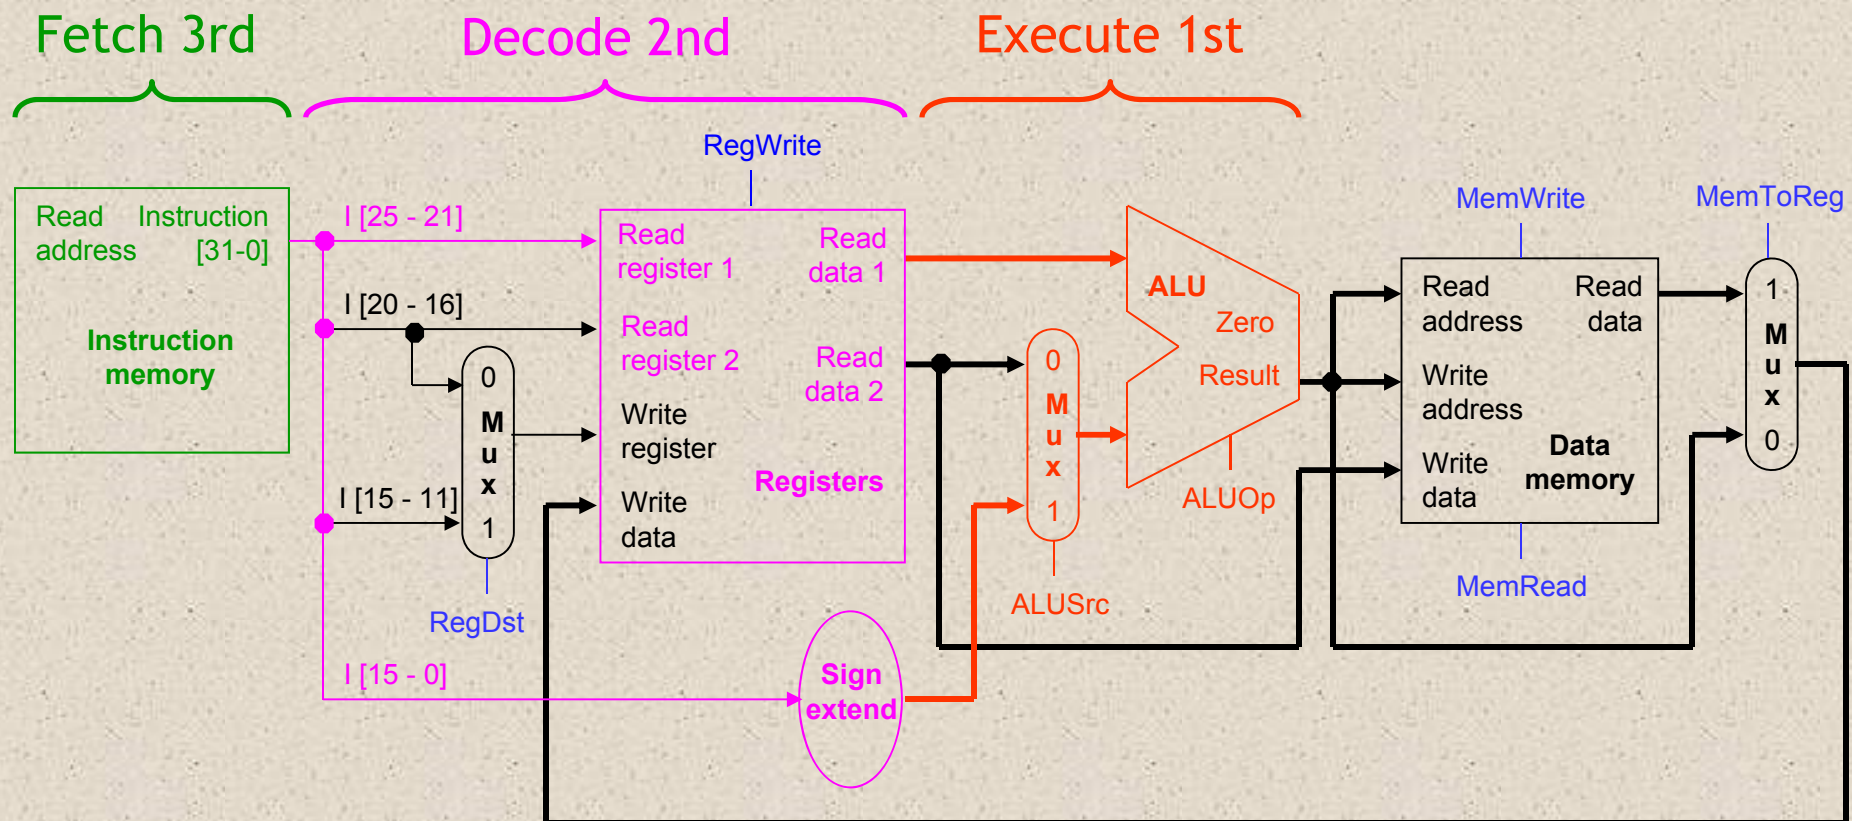 Fetch 3rd
Decode 2nd
Execute 1st
RegWrite
MemWrite
MemToReg
Read address
Instruction [31-0]
Instruction
memory
I [25 - 21]
I [20 - 16]
I [15 - 11]
I [15 - 0]
0
M
u
x
1
RegDst
Read
register 1
Read
register 2
Write
register
Write
data
Read
data 1
Read
data 2
Registers
Sign
extend
0
M
u
x
1
ALUSrc
ALU
Zero
Result
ALUOp
Read
address
Write
address
Write
data
Read
data
Data
memory
MemRead
1
M
u
x
0